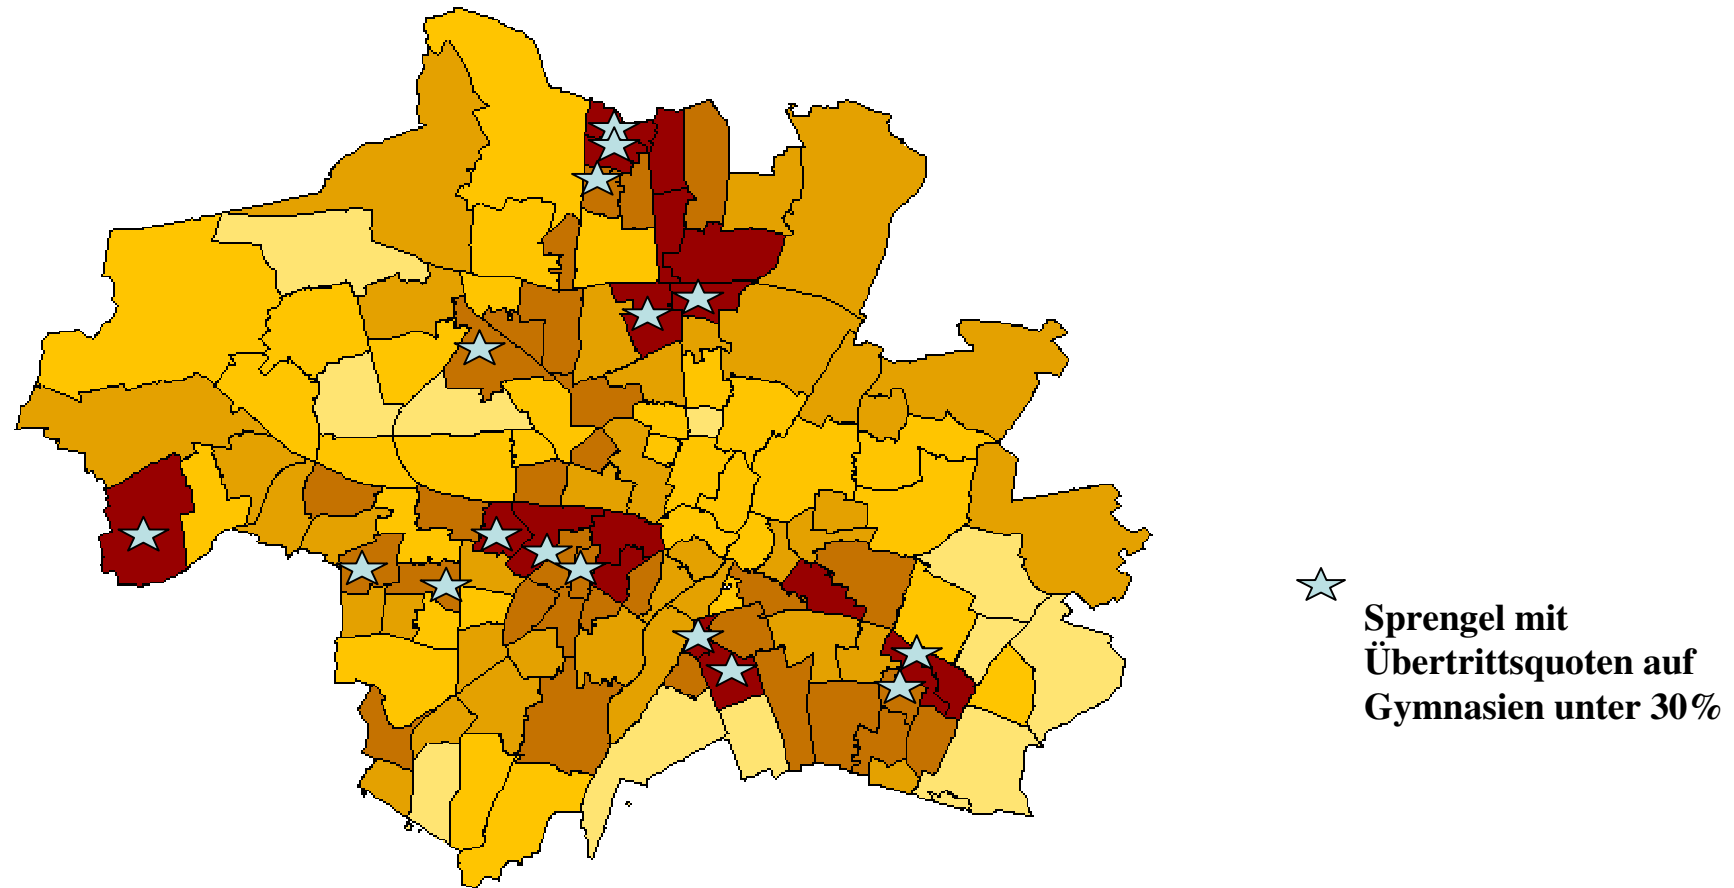 Sprengel mit
Übertrittsquoten auf
Gymnasien unter 30%